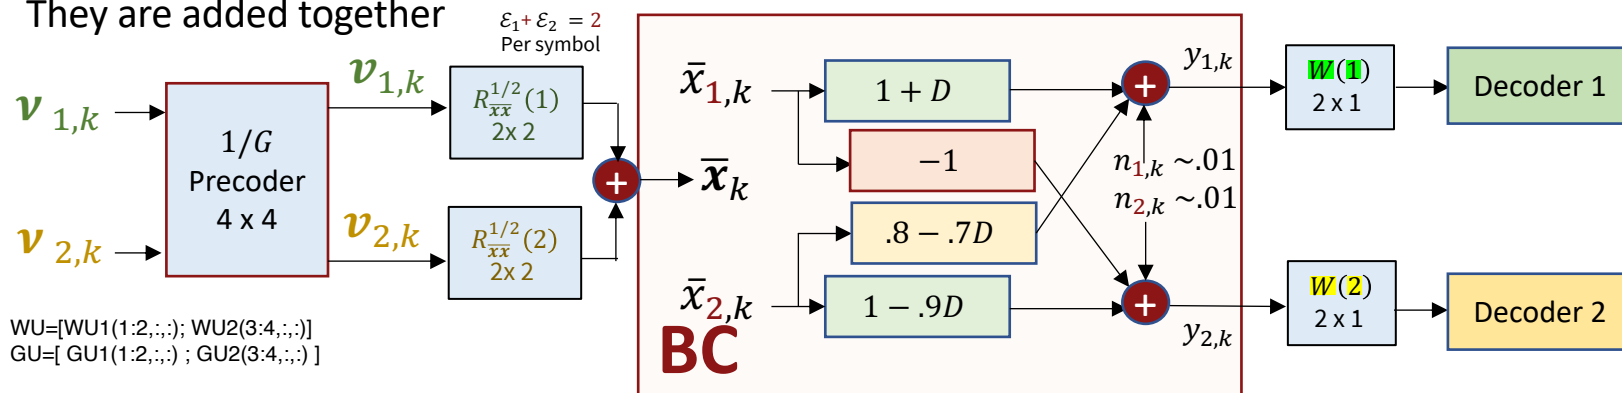 They are added together
ℰ₁+ ℰ₂ = 2
Per symbol
𝝂 1,k
𝝂 2,k
1/G
Precoder
4 x 4
𝒗1,k
𝒗2,k
R_x̅x̅^1/2(1)
2x 2
R_x̅x̅^1/2(2)
2x 2
+
x̅k
x̅1,k
x̅2,k
1 + D
−1
.8 − .7D
1 − .9D
+
+
n1,k ~.01
n2,k ~.01
BC
y1,k
y2,k
W(1)
2 x 1
W(2)
2 x 1
Decoder 1
Decoder 2
WU=[WU1(1:2,:,:); WU2(3:4,:,:)]
GU=[ GU1(1:2,:,:) ; GU2(3:4,:,:) ]